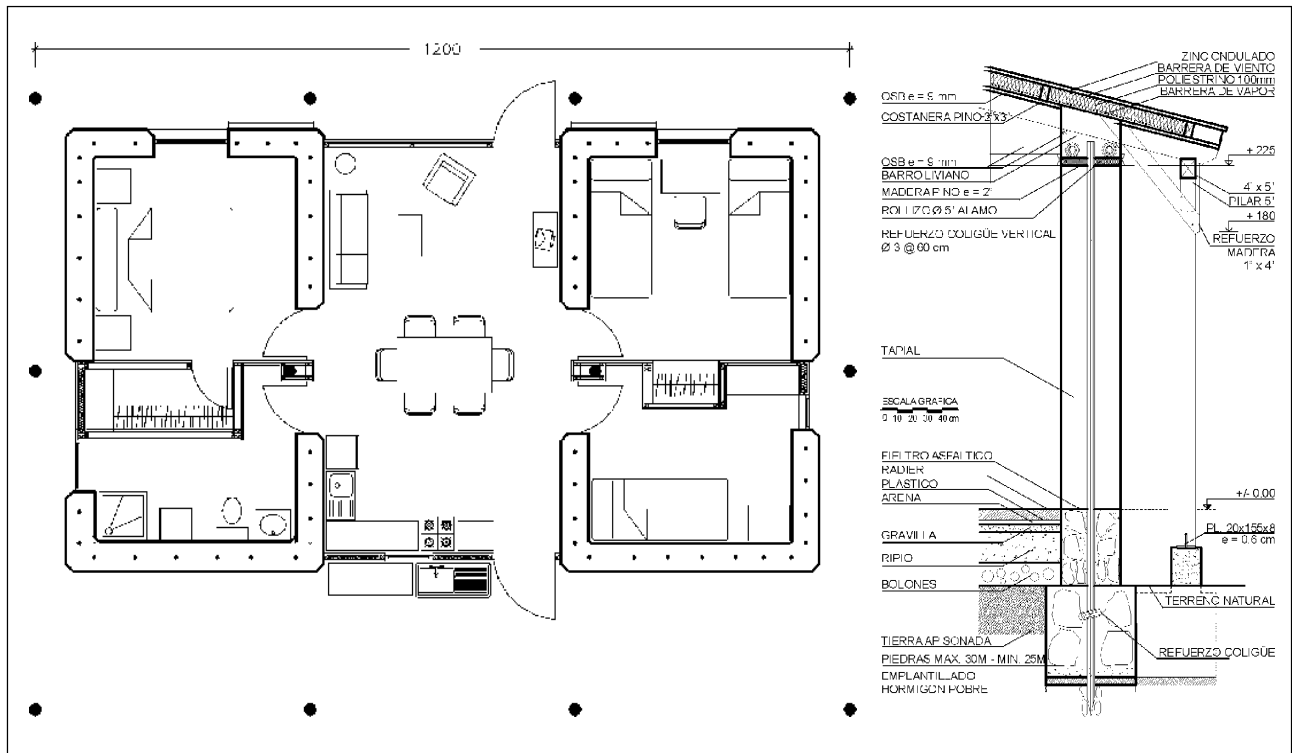 1200
ZINC ONDULADO
BARRERA DE VIENTO
POLIESTRINO 100mm
BARRERA DE VAPOR
OSB e = 9 mm
COSTANERA PINO 2'x3'
+ 225
OSB e = 9 mm
BARRO LIVIANO
MADERA PINO e = 2'
ROLLIZO Ø 5' ALAMO
REFUERZO COLIGÜE VERTICAL
Ø 3 @ 60 cm
4' x 5'
PILAR 5'
+ 180
REFUERZO
MADERA
1' x 4'
TAPIAL
ESCALA GRAFICA
0 10 20 30 40cm
FIELTRO ASFALTICO
RADIER
PLASTICO
ARENA
+/- 0.00
PL. 20x155x8
e = 0.6 cm
GRAVILLA
RIPIO
BOLONES
TERRENO NATURAL
TIERRA APISONADA
PIEDRAS MAX. 30M - MIN. 25M
EMPLANTILLADO
HORMIGON POBRE
REFUERZO COLIGÜE